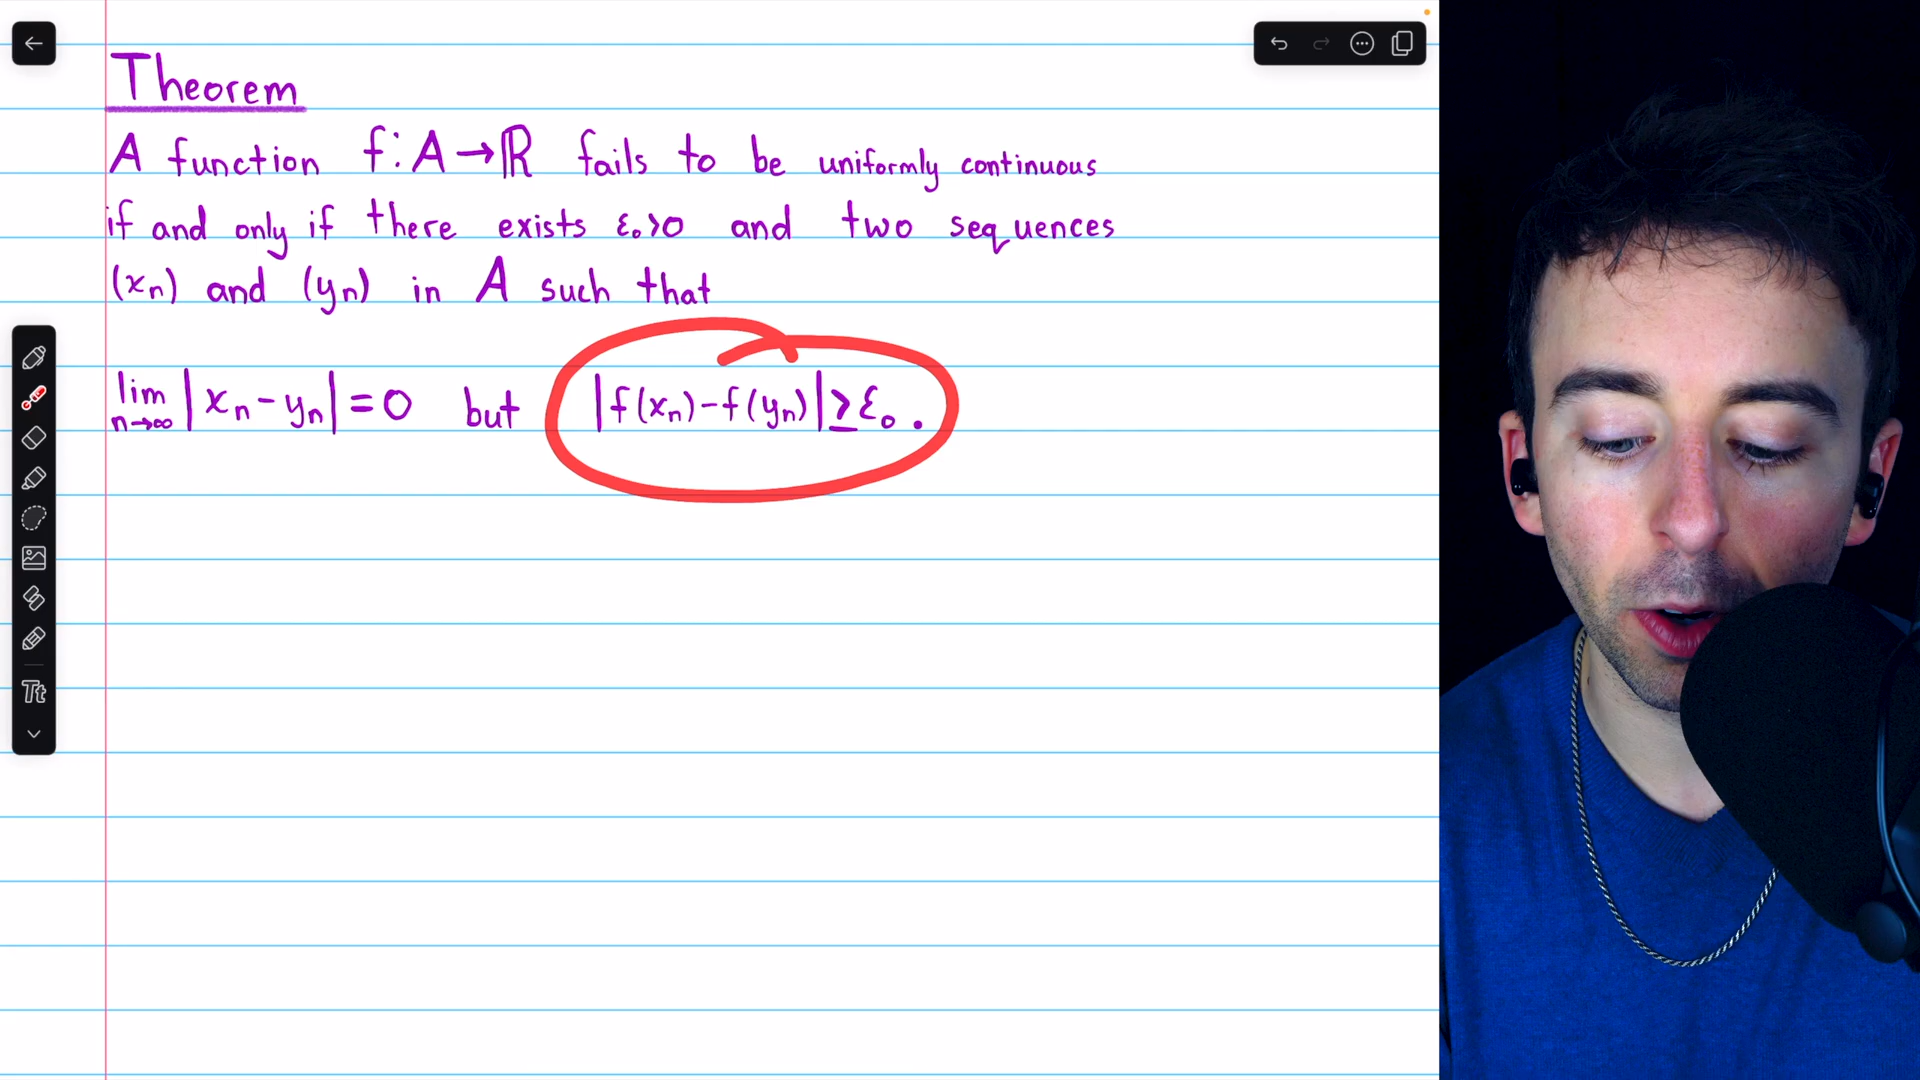 Theorem
A function f: A→ℝ fails to be uniformly continuous
if and only if there exists ε₀>0 and two sequences
(xₙ) and (yₙ) in A such that
lim n→∞ |xₙ-yₙ|=0 but |f(xₙ)-f(yₙ)|≥ε₀.
Tt